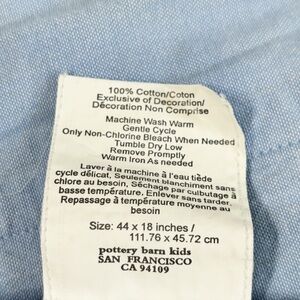 100% Cotton/Coton
Exclusive of Decoration/
Décoration Non Comprise
Machine Wash Warm
Gentle Cycle
Only Non-Chlorine Bleach When Needed
Tumble Dry Low
Remove Promptly
Warm Iron As needed
Laver à la machine à l'eau tiède
cycle délicat, Seulement blanchiment sans
chlore au besoin, Séchage par culbutage à
basse température. Enlever sans délai
Repassage à température moyenne au
besoin
Size: 44 x 18 inches /
111.76 x 45.72 cm
pottery barn kids
SAN FRANCISCO
CA 94109